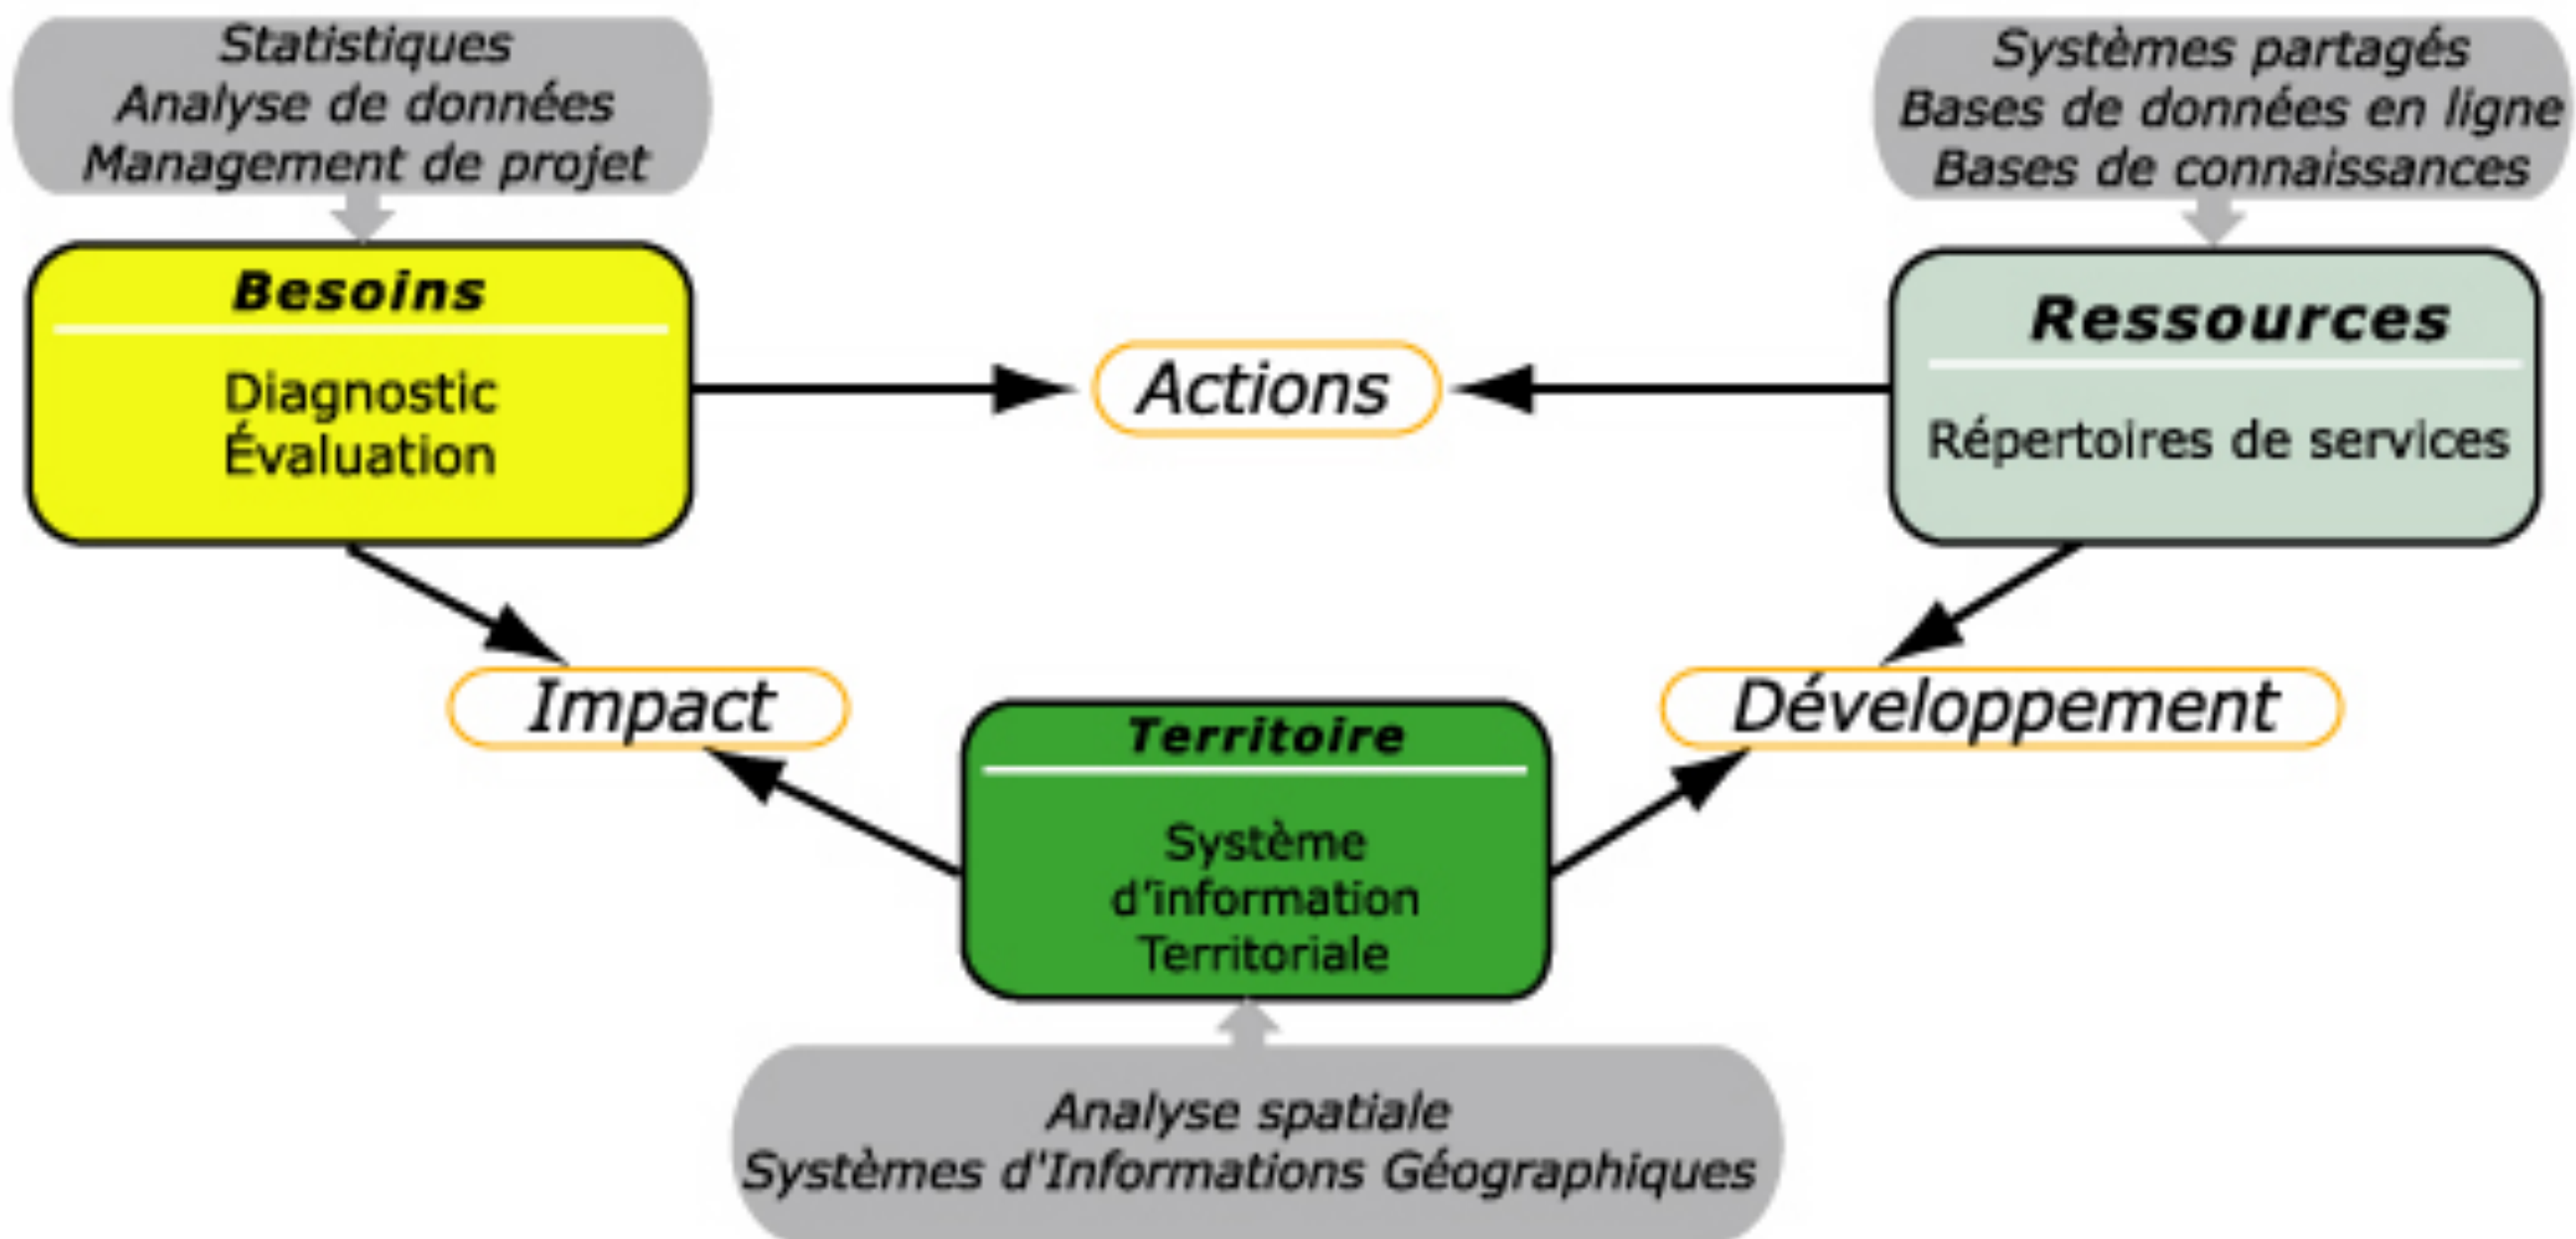 Statistiques
Analyse de données
Management de projet
Systèmes partagés
Bases de données en ligne
Bases de connaissances
Besoins
Diagnostic
Évaluation
Actions
Ressources
Répertoires de services
Impact
Développement
Territoire
Système
d'information
Territoriale
Analyse spatiale
Systèmes d'Informations Géographiques